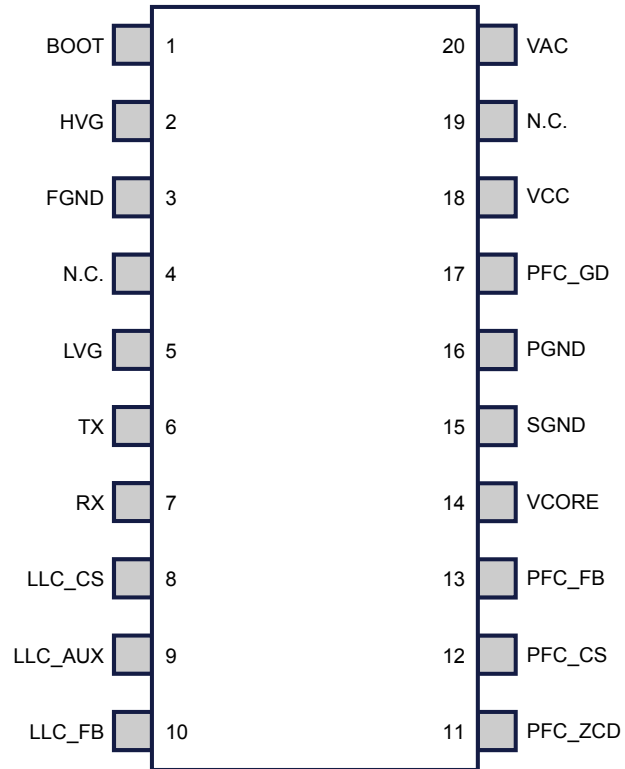 BOOT 1 20 VAC
HVG 2 19 N.C.
FGND 3 18 VCC
N.C. 4 17 PFC_GD
LVG 5 16 PGND
TX 6 15 SGND
RX 7 14 VCORE
LLC_CS 8 13 PFC_FB
LLC_AUX 9 12 PFC_CS
LLC_FB 10 11 PFC_ZCD